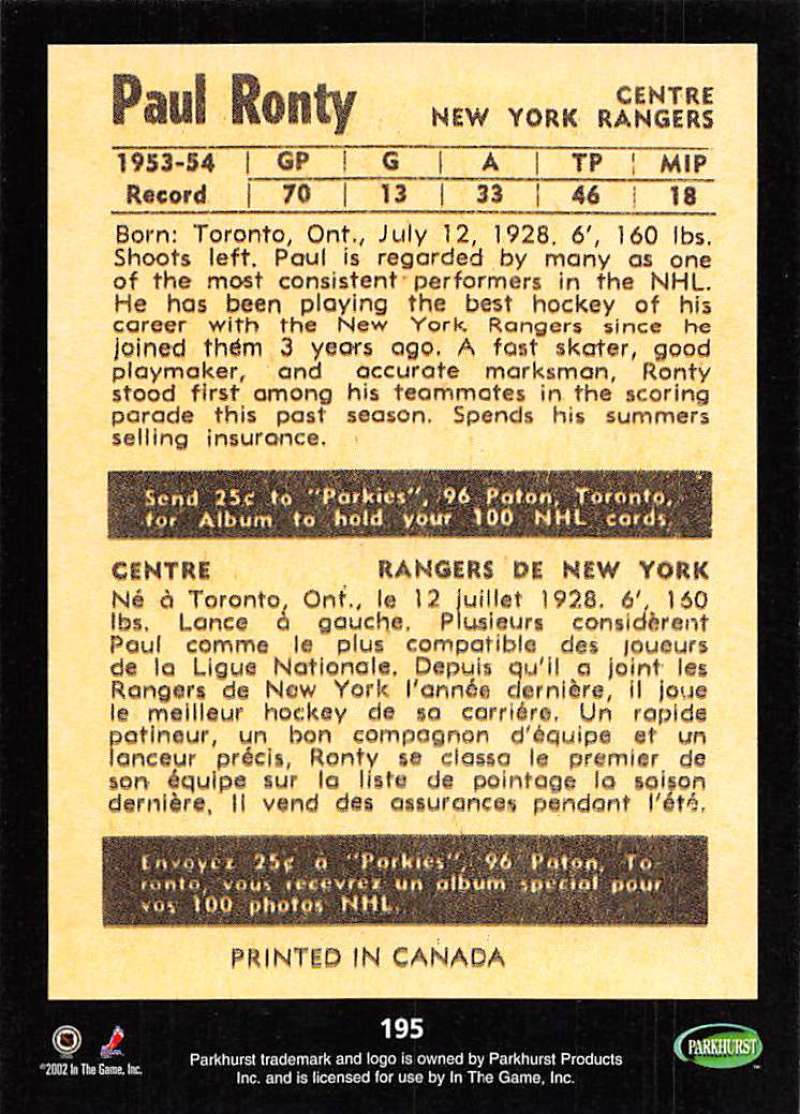 Paul Ronty
CENTRE
NEW YORK RANGERS
1953-54 | GP | G | A | TP | MIP
Record | 70 | 13 | 33 | 46 | 18
Born: Toronto, Ont., July 12, 1928. 6', 160 lbs.
Shoots left. Paul is regarded by many as one
of the most consistent performers in the NHL.
He has been playing the best hockey of his
career with the New York Rangers since he
joined them 3 years ago. A fast skater, good
playmaker, and accurate marksman, Ronty
stood first among his teammates in the scoring
parade this past season. Spends his summers
selling insurance.
Send 25¢ to "Parkies", 96 Paton, Toronto,
for Album to hold your 100 NHL cards.
CENTRE RANGERS DE NEW YORK
Né à Toronto, Ont., le 12 juillet 1928. 6', 160
lbs. Lance à gauche. Plusieurs considèrent
Paul comme le plus compatible des joueurs
de la Ligue Nationale. Depuis qu'il a joint les
Rangers de New York l'année dernière, il joue
le meilleur hockey de sa carriére. Un rapide
patineur, un bon compagnon d'équipe et un
lanceur précis, Ronty se classa le premier de
son équipe sur la liste de pointage la saison
dernière, Il vend des assurances pendant l'été.
Envoyez 25¢ à "Parkies", 96 Paton, To-
ronto, vous recevrez un album spécial pour
vos 100 photos NHL.
PRINTED IN CANADA
195
Parkhurst trademark and logo is owned by Parkhurst Products
Inc. and is licensed for use by In The Game, Inc.
©2002 In The Game, Inc.
PARKHURST